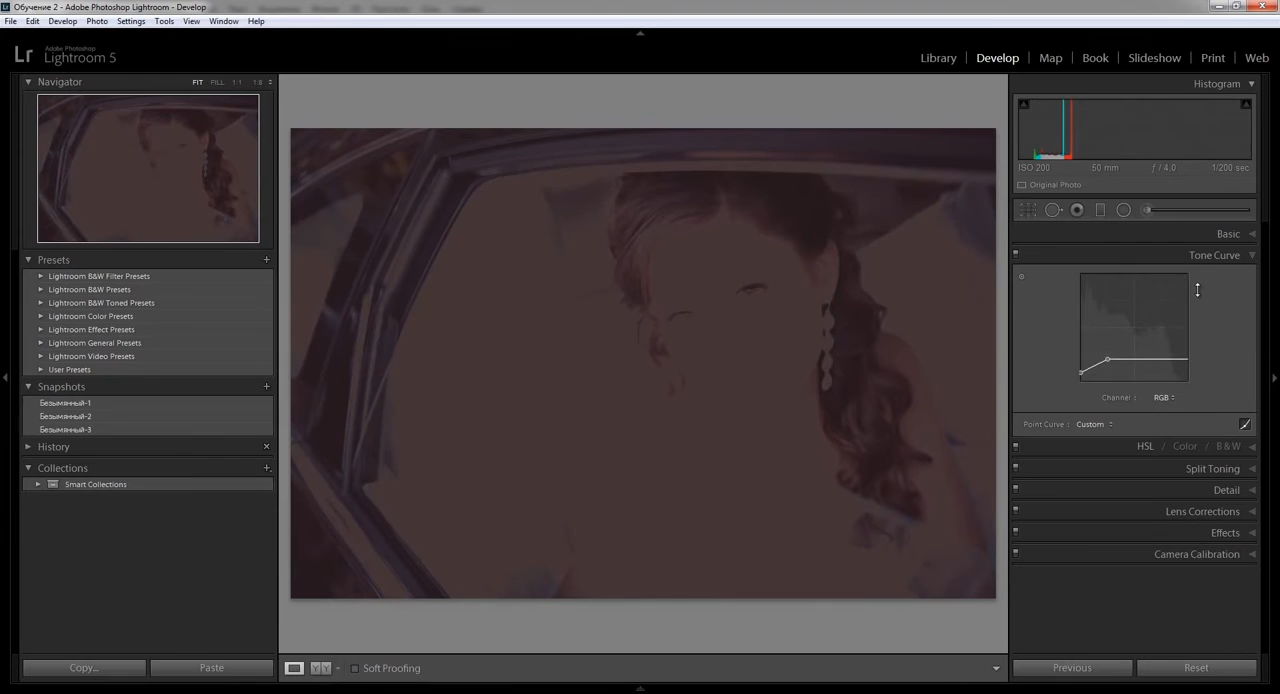 Обучение 2 - Adobe Photoshop Lightroom - Develop
File Edit Develop Photo Settings Tools View Window Help
Lr Adobe Photoshop
Lightroom 5
Library | Develop | Map | Book | Slideshow | Print | Web
Navigator FIT FILL 1:1 1:8
Histogram
ISO 200 50 mm ƒ / 4.0 1/200 sec
Original Photo
Basic
Tone Curve
Channel : RGB
Point Curve : Custom
HSL / Color / B & W
Split Toning
Detail
Lens Corrections
Effects
Camera Calibration
Presets
Lightroom B&W Filter Presets
Lightroom B&W Presets
Lightroom B&W Toned Presets
Lightroom Color Presets
Lightroom Effect Presets
Lightroom General Presets
Lightroom Video Presets
User Presets
Snapshots
Безымянный-1
Безымянный-2
Безымянный-3
History
Collections
Smart Collections
Copy... Paste
Y Y Soft Proofing
Previous Reset